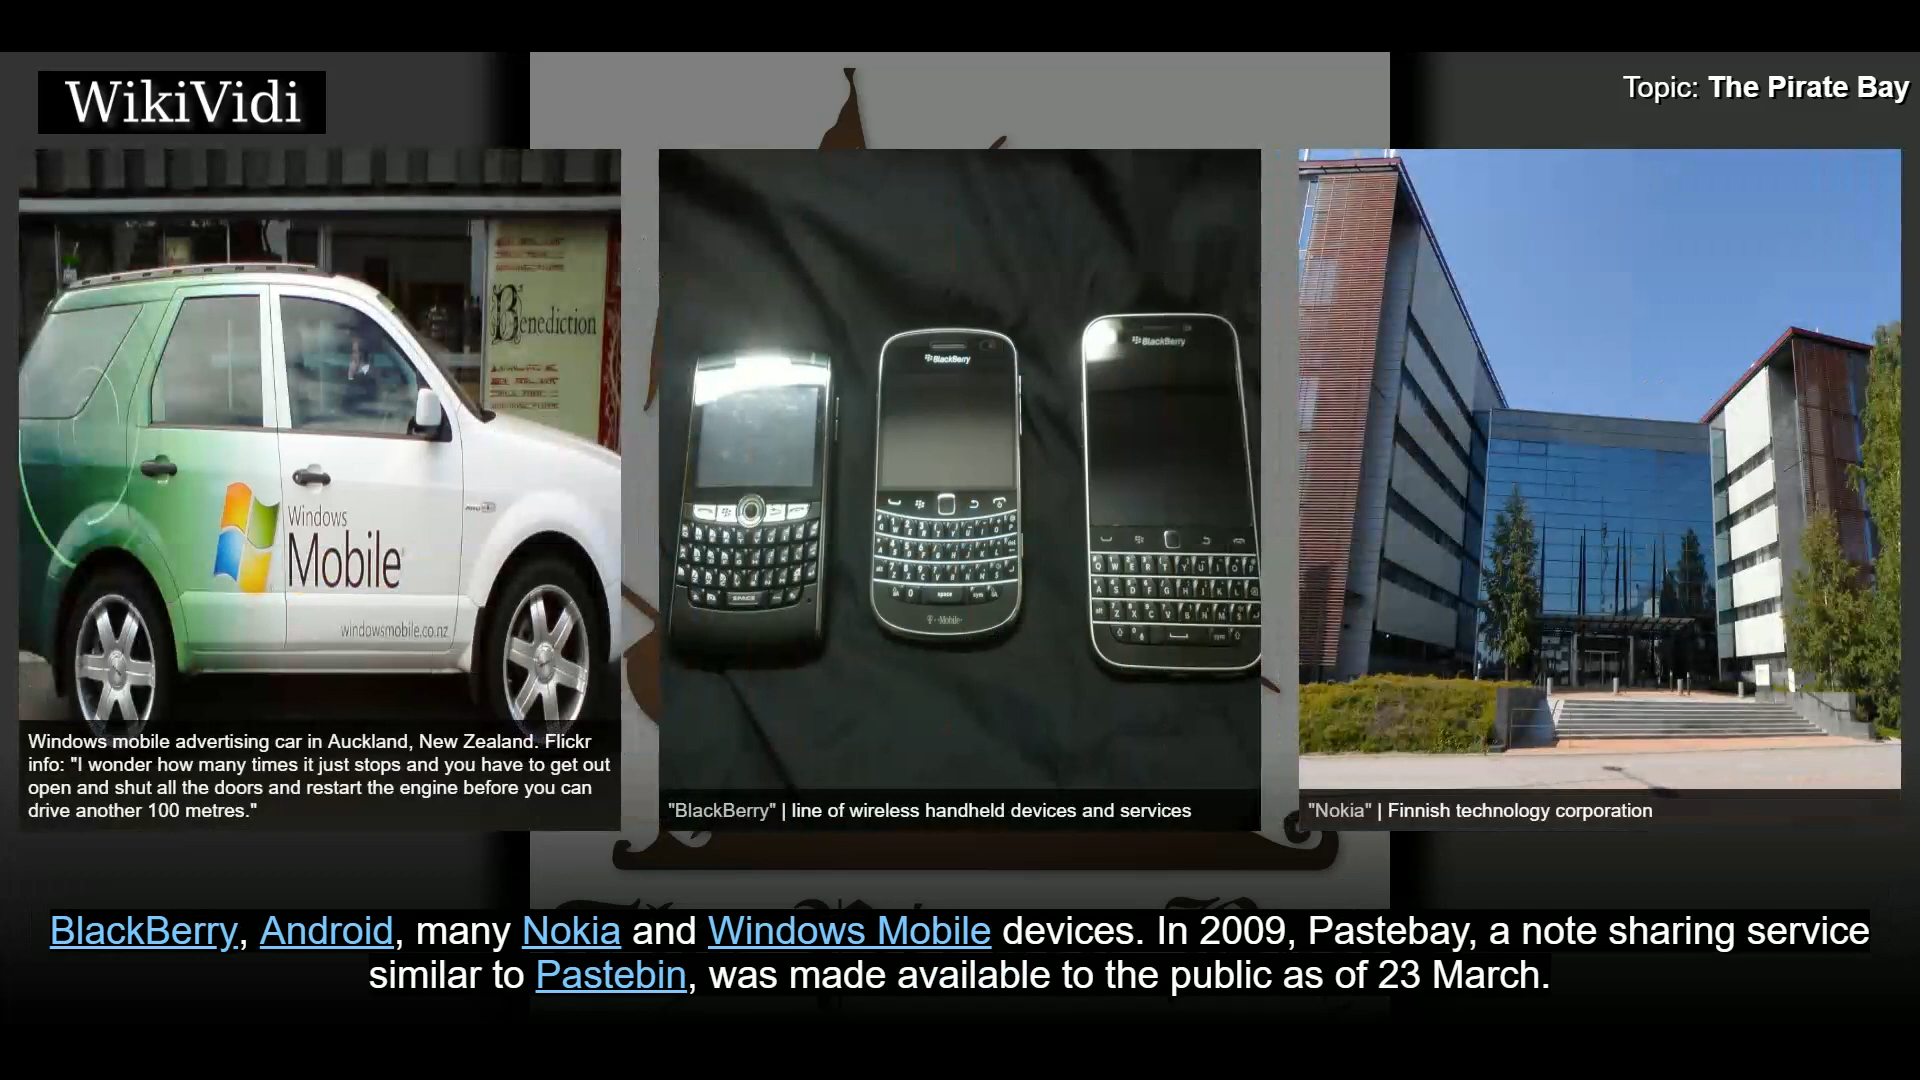 WikiVidi
Topic: The Pirate Bay
Benediction
Windows
Mobile
windowsmobile.co.nz
Windows mobile advertising car in Auckland, New Zealand. Flickr
info: "I wonder how many times it just stops and you have to get out
open and shut all the doors and restart the engine before you can
drive another 100 metres."
BlackBerry
BlackBerry
T-Mobile
"BlackBerry" | line of wireless handheld devices and services
"Nokia" | Finnish technology corporation
BlackBerry, Android, many Nokia and Windows Mobile devices. In 2009, Pastebay, a note sharing service
similar to Pastebin, was made available to the public as of 23 March.